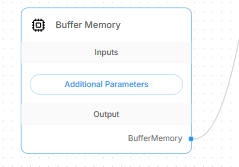 Buffer Memory
Inputs
Additional Parameters
Output
BufferMemory